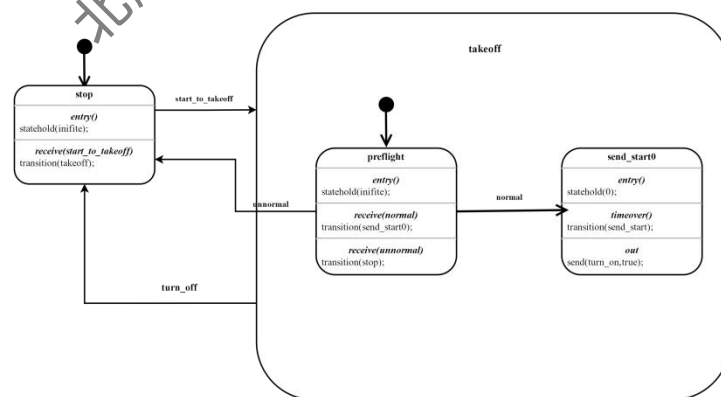 北
takeoff
stop
entry()
statehold(inifite);
receive(start_to_takeoff)
transition(takeoff);
start_to_takeoff
unnormal
turn_off
preflight
entry()
statehold(inifite);
receive(normal)
transition(send_start0);
receive(unnormal)
transition(stop);
normal
send_start0
entry()
statehold(0);
timeover()
transition(send_start);
out
send(turn_on,true);